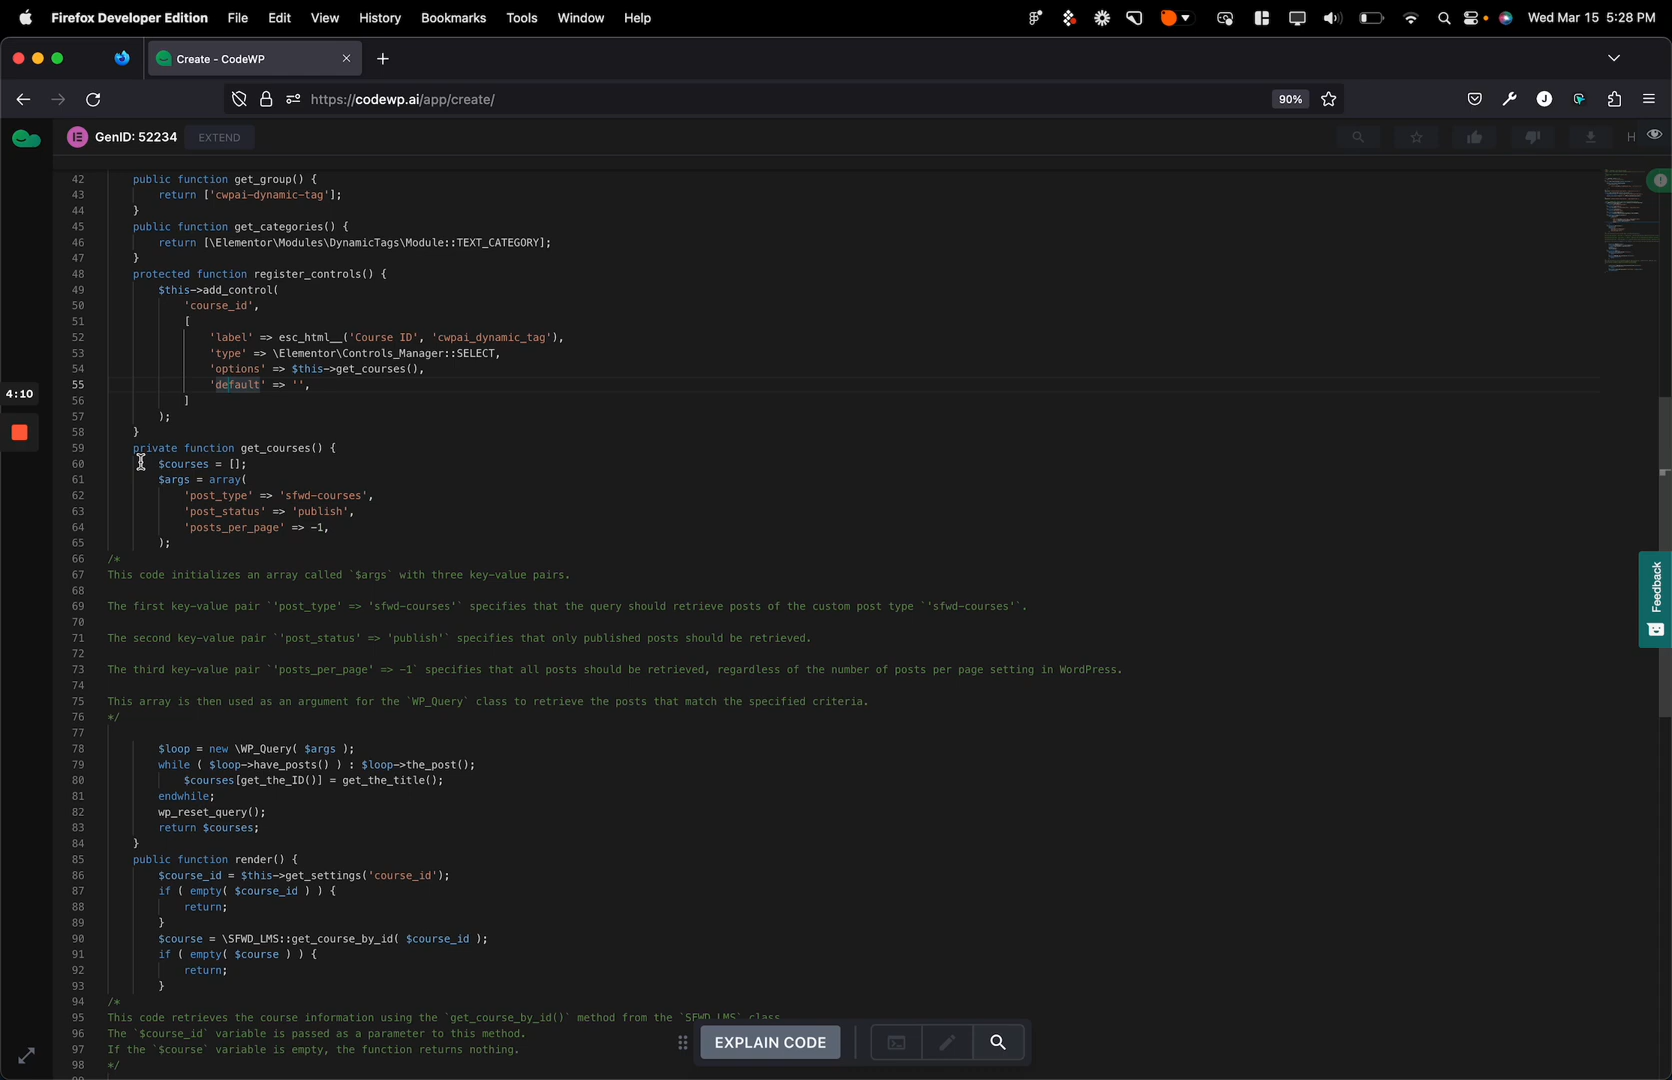 Firefox Developer Edition File Edit View History Bookmarks Tools Window Help Wed Mar 15 5:28 PM
Create - CodeWP
https://codewp.ai/app/create/ 90%
GenID: 52234 EXTEND H
42 public function get_group() {
43 return ['cwpai-dynamic-tag'];
44 }
45 public function get_categories() {
46 return [\Elementor\Modules\DynamicTags\Module::TEXT_CATEGORY];
47 }
48 protected function register_controls() {
49 $this->add_control(
50 'course_id',
51 [
52 'label' => esc_html__('Course ID', 'cwpai_dynamic_tag'),
53 'type' => \Elementor\Controls_Manager::SELECT,
54 'options' => $this->get_courses(),
55 'default' => '',
56 ]
57 );
58 }
59 private function get_courses() {
60 $courses = [];
61 $args = array(
62 'post_type' => 'sfwd-courses',
63 'post_status' => 'publish',
64 'posts_per_page' => -1,
65 );
66 /*
67 This code initializes an array called `$args` with three key-value pairs.
68
69 The first key-value pair `'post_type' => 'sfwd-courses'` specifies that the query should retrieve posts of the custom post type `'sfwd-courses'`.
70
71 The second key-value pair `'post_status' => 'publish'` specifies that only published posts should be retrieved.
72
73 The third key-value pair `'posts_per_page' => -1` specifies that all posts should be retrieved, regardless of the number of posts per page setting in WordPress.
74
75 This array is then used as an argument for the `WP_Query` class to retrieve the posts that match the specified criteria.
76 */
77
78 $loop = new \WP_Query( $args );
79 while ( $loop->have_posts() ) : $loop->the_post();
80 $courses[get_the_ID()] = get_the_title();
81 endwhile;
82 wp_reset_query();
83 return $courses;
84 }
85 public function render() {
86 $course_id = $this->get_settings('course_id');
87 if ( empty( $course_id ) ) {
88 return;
89 }
90 $course = \SFWD_LMS::get_course_by_id( $course_id );
91 if ( empty( $course ) ) {
92 return;
93 }
94 /*
95 This code retrieves the course information using the `get_course_by_id()` method from the `SFWD_LMS` class.
96 The `$course_id` variable is passed as a parameter to this method.
97 If the `$course` variable is empty, the function returns nothing.
98 */
4:10
Feedback
EXPLAIN CODE